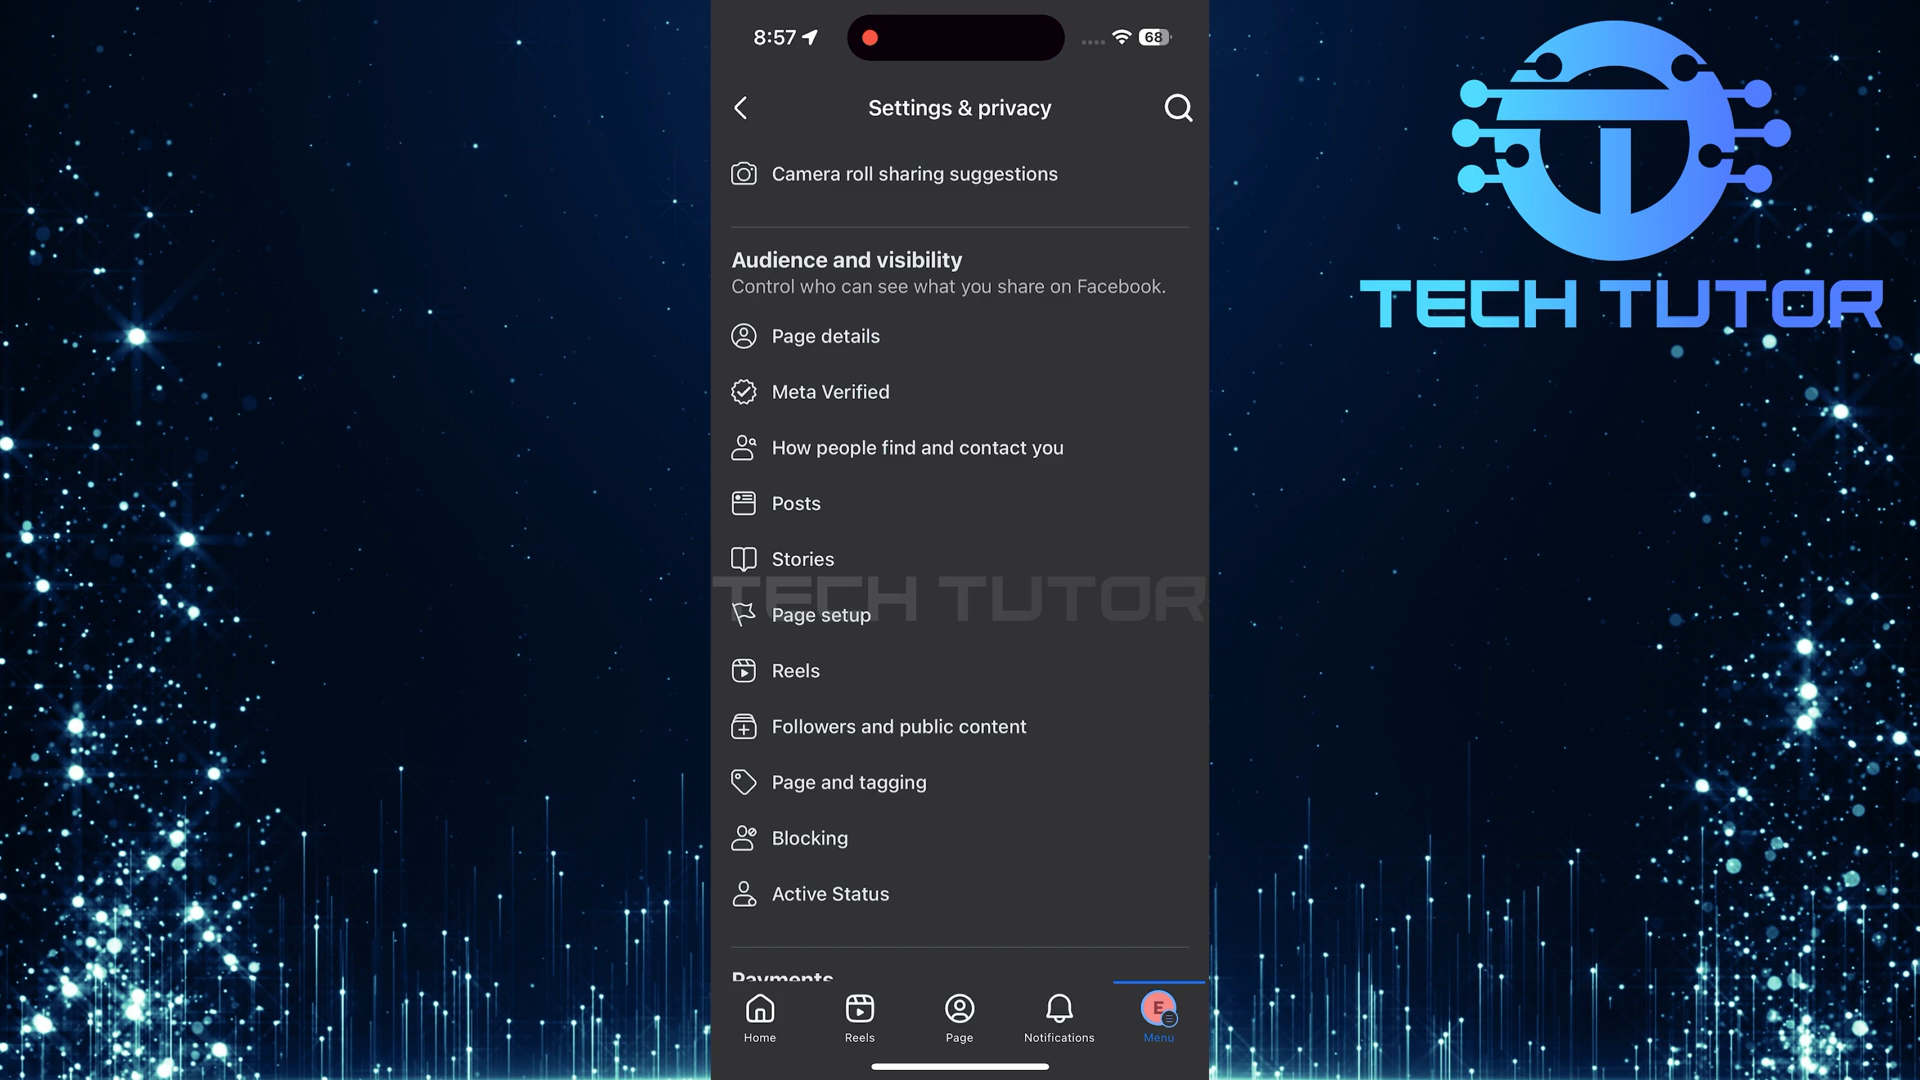 8:57
68
Settings & privacy
Camera roll sharing suggestions
Audience and visibility
Control who can see what you share on Facebook.
Page details
Meta Verified
How people find and contact you
Posts
Stories
TECH TUTOR
Page setup
Reels
Followers and public content
Page and tagging
Blocking
Active Status
Payments
E
Home
Reels
Page
Notifications
Menu
TECH TUTOR